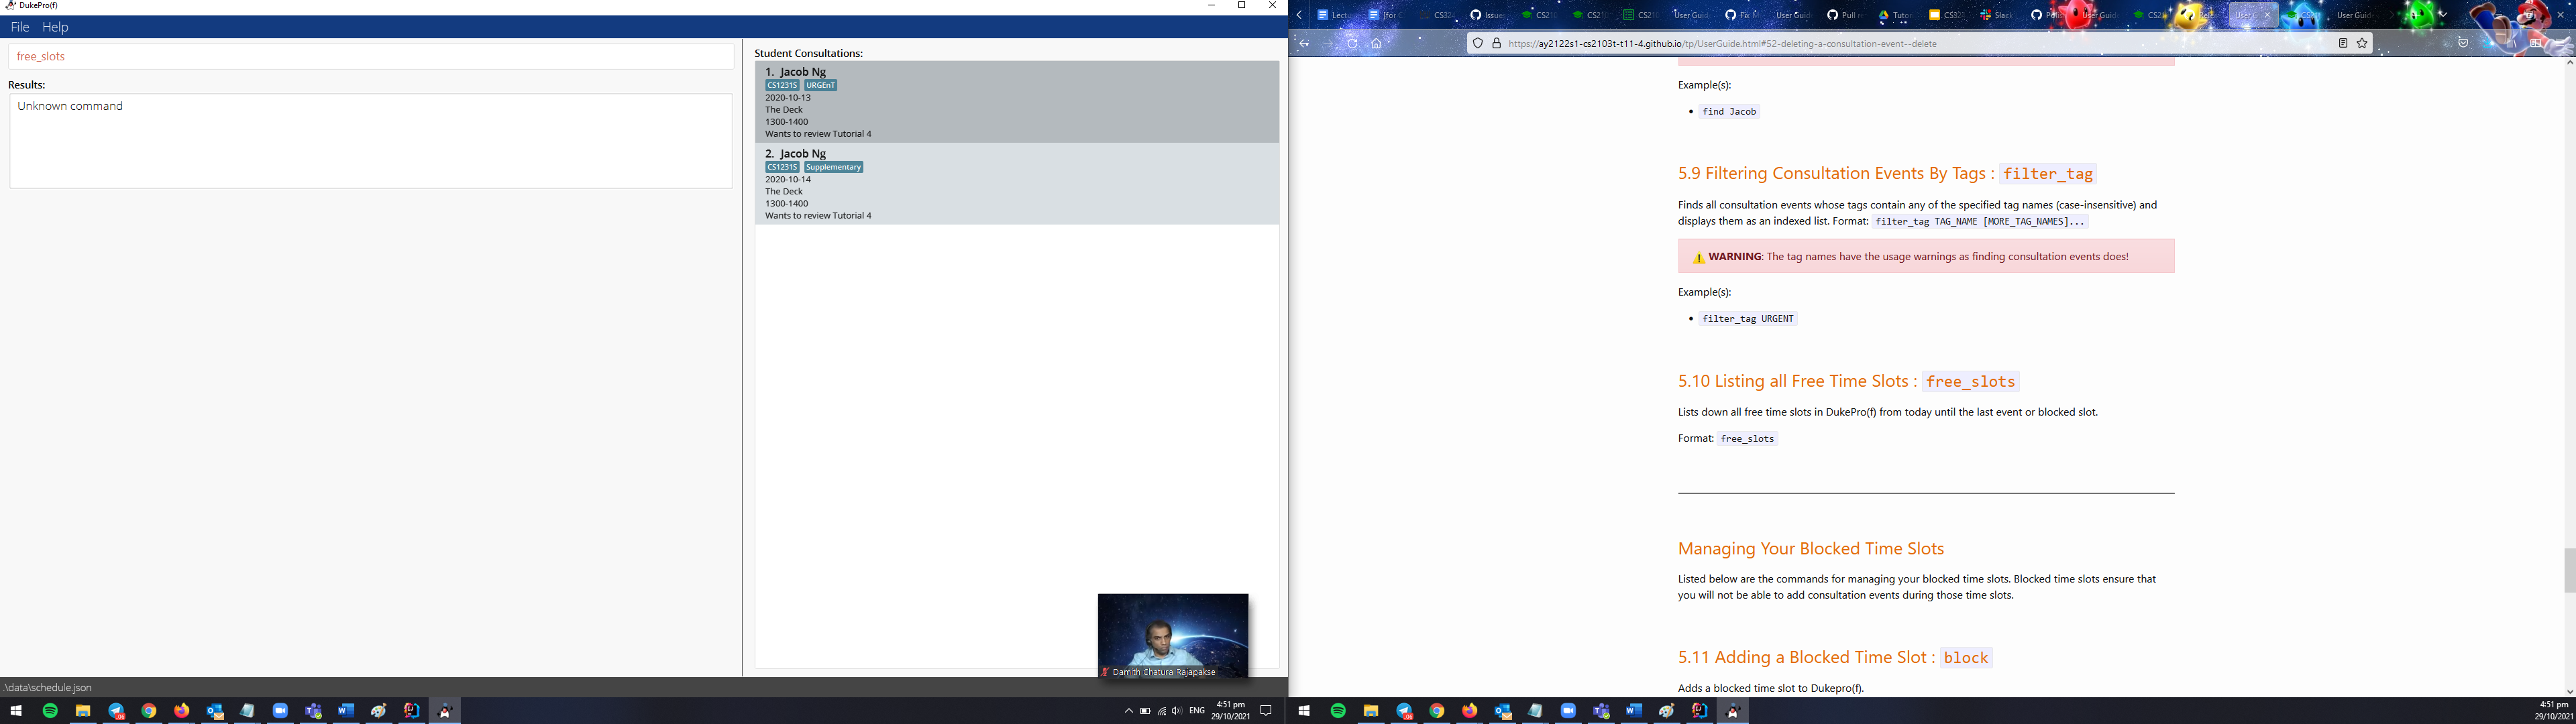 DukePro(f)
File Help
free_slots
Results:
Unknown command
Student Consultations:
1. Jacob Ng
CS1231S URGEnT
2020-10-13
The Deck
1300-1400
Wants to review Tutorial 4
2. Jacob Ng
CS1231S Supplementary
2020-10-14
The Deck
1300-1400
Wants to review Tutorial 4
Damith Chatura Rajapakse
.\data\schedule.json
ENG
4:51 pm
29/10/2021
https://ay2122s1-cs2103t-t11-4.github.io/tp/UserGuide.html#52-deleting-a-consultation-event--delete
Example(s):
• find Jacob
5.9 Filtering Consultation Events By Tags : filter_tag
Finds all consultation events whose tags contain any of the specified tag names (case-insensitive) and
displays them as an indexed list. Format: filter_tag TAG_NAME [MORE_TAG_NAMES]...
WARNING: The tag names have the usage warnings as finding consultation events does!
Example(s):
• filter_tag URGENT
5.10 Listing all Free Time Slots : free_slots
Lists down all free time slots in DukePro(f) from today until the last event or blocked slot.
Format: free_slots
Managing Your Blocked Time Slots
Listed below are the commands for managing your blocked time slots. Blocked time slots ensure that
you will not be able to add consultation events during those time slots.
5.11 Adding a Blocked Time Slot : block
Adds a blocked time slot to Dukepro(f).
4:51 pm
29/10/2021